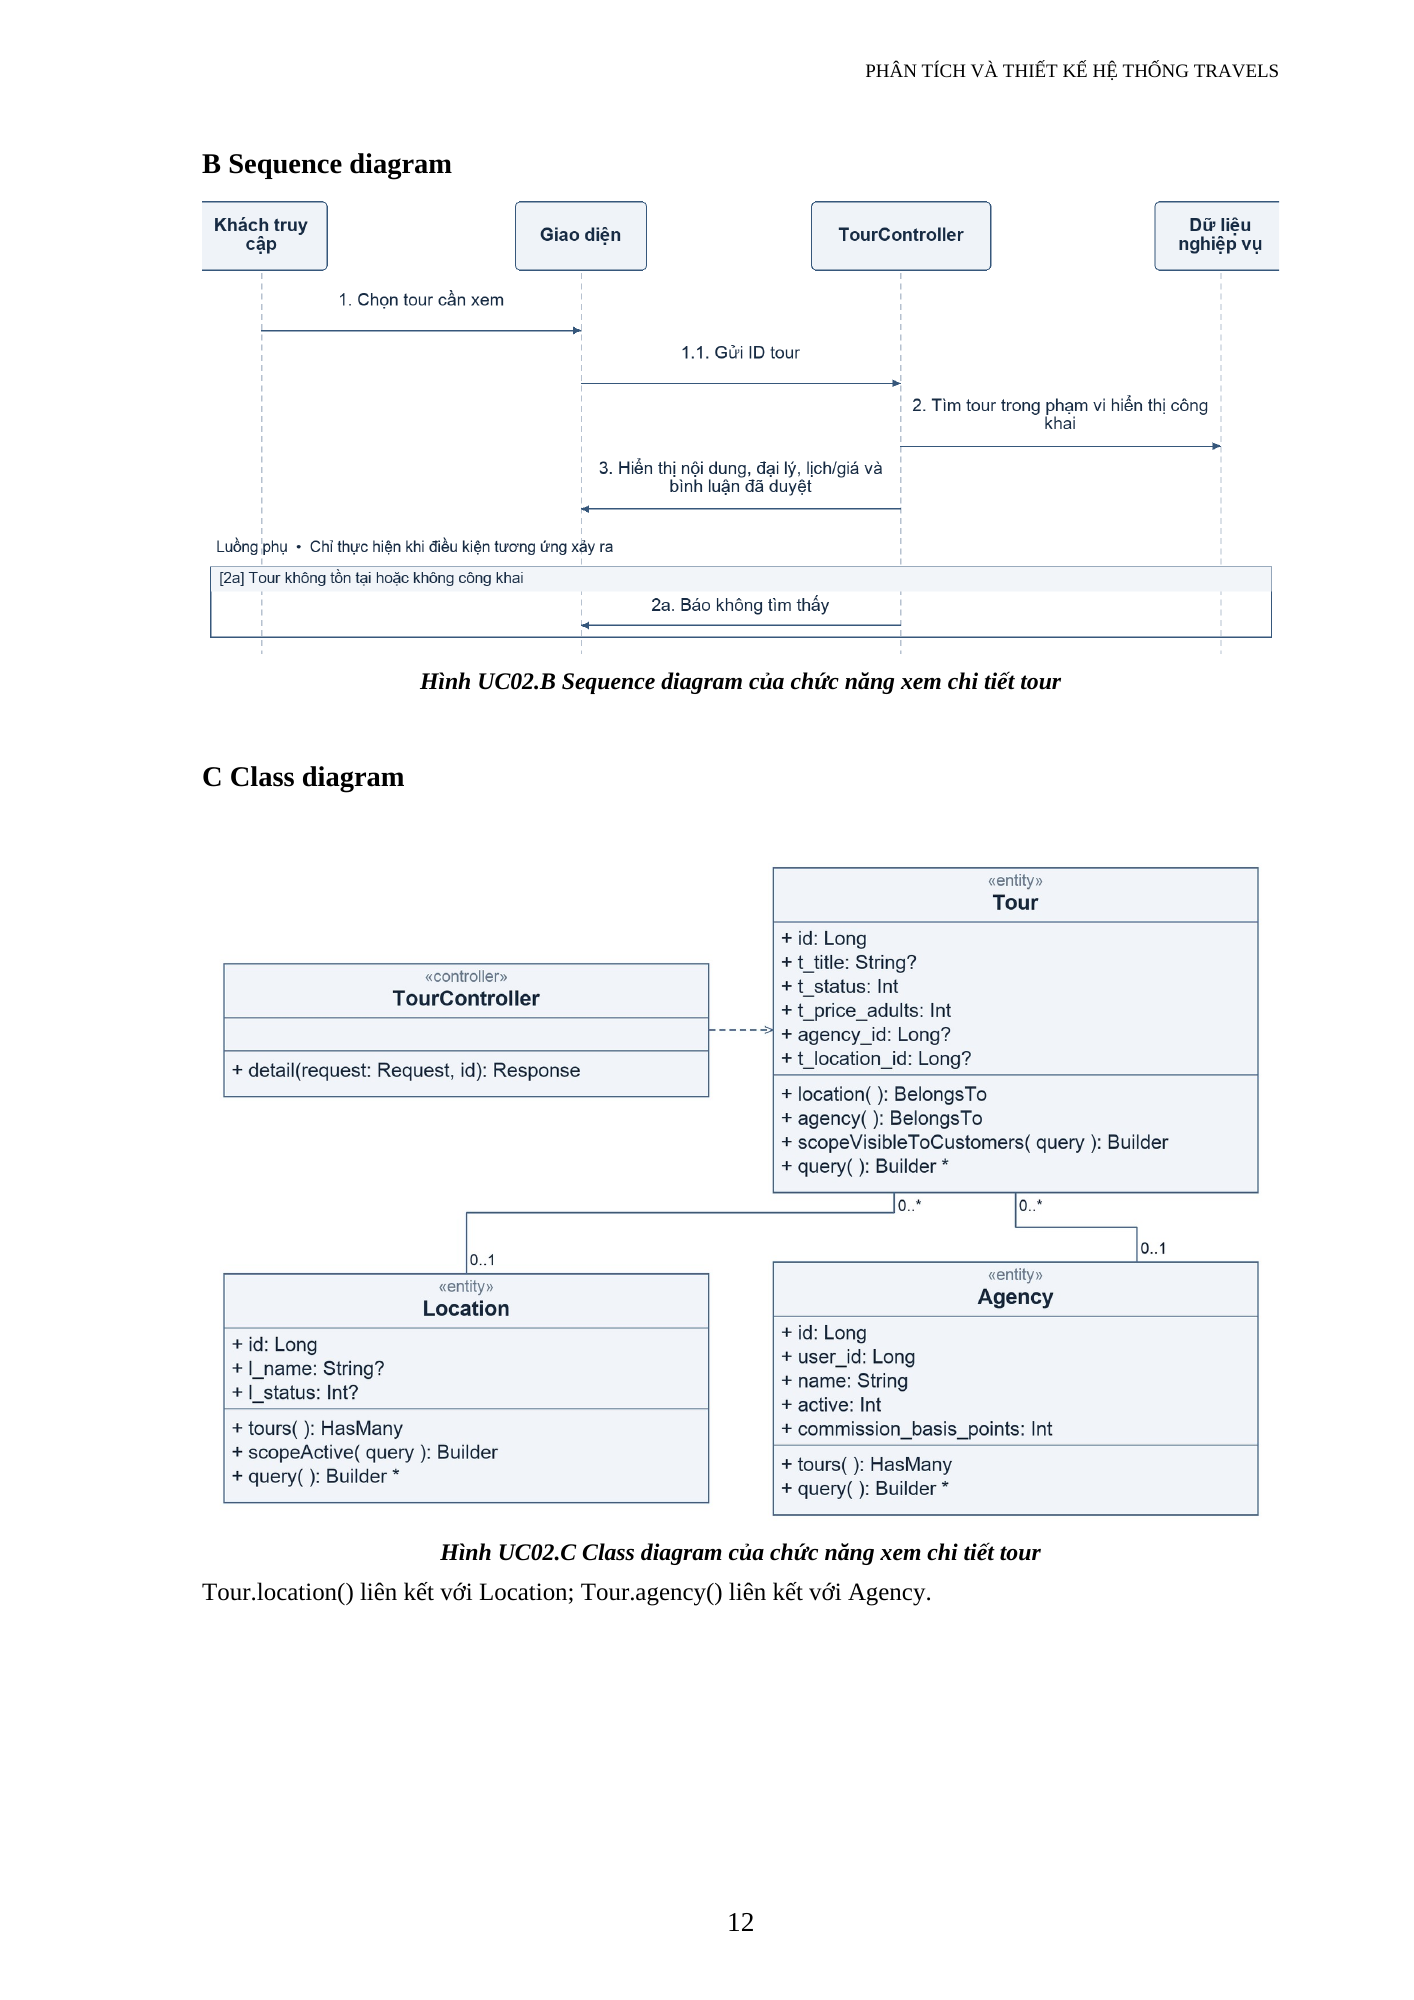 PHÂN TÍCH VÀ THIẾT KẾ HỆ THỐNG TRAVELS
B Sequence diagram
Khách truy
cập
Giao diện
TourController
Dữ liệu
nghiệp vụ
1. Chọn tour cần xem
1.1. Gửi ID tour
2. Tìm tour trong phạm vi hiển thị công
khai
3. Hiển thị nội dung, đại lý, lịch/giá và
bình luận đã duyệt
Luồng phụ • Chỉ thực hiện khi điều kiện tương ứng xảy ra
[2a] Tour không tồn tại hoặc không công khai
2a. Báo không tìm thấy
Hình UC02.B Sequence diagram của chức năng xem chi tiết tour
C Class diagram
«entity»
Tour
+ id: Long
+ t_title: String?
+ t_status: Int
+ t_price_adults: Int
+ agency_id: Long?
+ t_location_id: Long?
+ location( ): BelongsTo
+ agency( ): BelongsTo
+ scopeVisibleToCustomers( query ): Builder
+ query( ): Builder *
«controller»
TourController
+ detail(request: Request, id): Response
0..*
0..*
0..1
0..1
«entity»
Location
+ id: Long
+ l_name: String?
+ l_status: Int?
+ tours( ): HasMany
+ scopeActive( query ): Builder
+ query( ): Builder *
«entity»
Agency
+ id: Long
+ user_id: Long
+ name: String
+ active: Int
+ commission_basis_points: Int
+ tours( ): HasMany
+ query( ): Builder *
Hình UC02.C Class diagram của chức năng xem chi tiết tour
Tour.location() liên kết với Location; Tour.agency() liên kết với Agency.
12